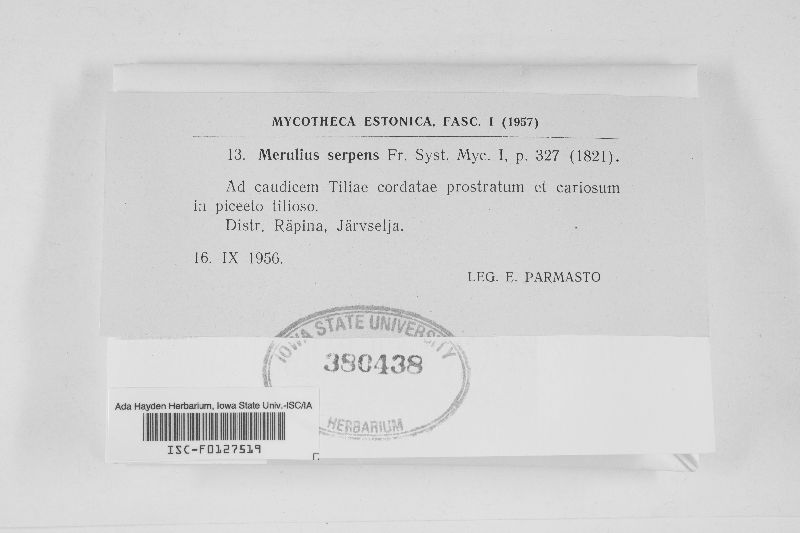 MYCOTHECA ESTONICA, FASC. I (1957)
13. Merulius serpens Fr. Syst. Myc. I, p. 327 (1821).
Ad caudicem Tiliae cordatae prostratum et cariosum
in piceeto tilioso.
Distr. Räpina, Järvselja.
16. IX 1956.
LEG. E. PARMASTO
IOWA STATE UNIVERSITY
380438
HERBARIUM
Ada Hayden Herbarium, Iowa State Univ.-ISC/IA
ISC-F0127519